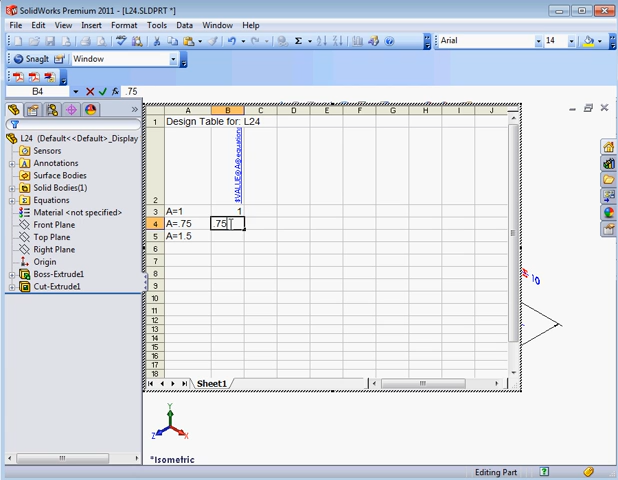 SolidWorks Premium 2011 - [L24.SLDPRT *]
File Edit View Insert Format Tools Data Window Help
Arial 14
SnagIt Window
B4 .75
L24 (Default<<Default>_Display
Sensors
Annotations
Surface Bodies
Solid Bodies(1)
Equations
Material <not specified>
Front Plane
Top Plane
Right Plane
Origin
Boss-Extrude1
Cut-Extrude1
A B C D E F G H I J
1 Design Table for: L24
2 $VALUE@A@equations
3 A=1 1
4 A=.75 .75
5 A=1.5
6
7
8
9
10
11
12
13
14
15
16
17
18
Sheet1
Y
Z X
*Isometric
Editing Part